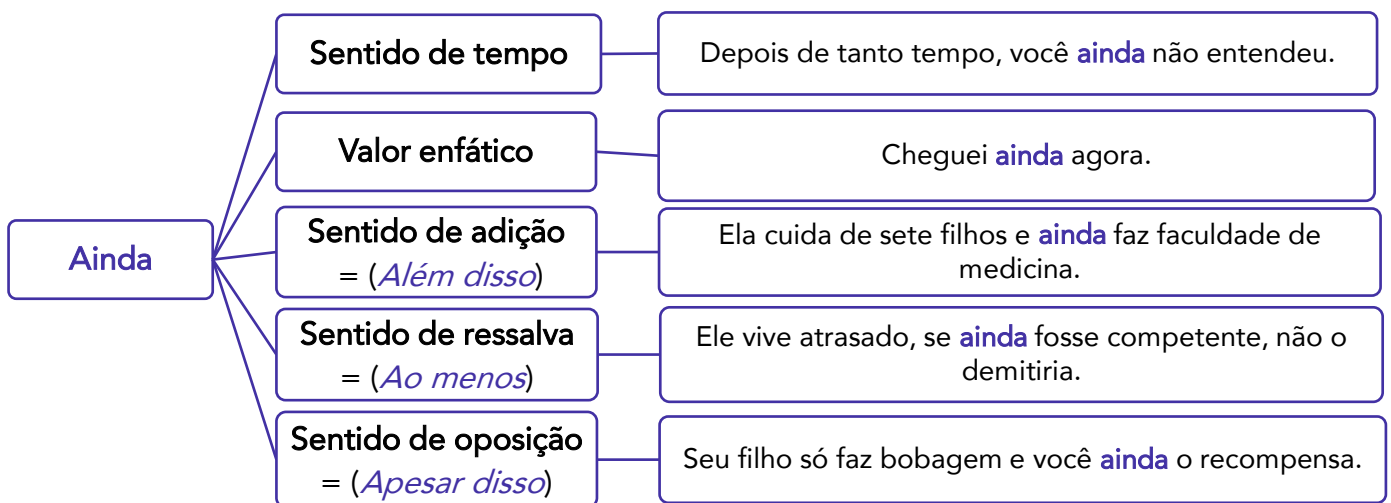 Ainda
Sentido de tempo
Depois de tanto tempo, você ainda não entendeu.
Valor enfático
Cheguei ainda agora.
Sentido de adição
= (Além disso)
Ela cuida de sete filhos e ainda faz faculdade de
medicina.
Sentido de ressalva
= (Ao menos)
Ele vive atrasado, se ainda fosse competente, não o
demitiria.
Sentido de oposição
= (Apesar disso)
Seu filho só faz bobagem e você ainda o recompensa.